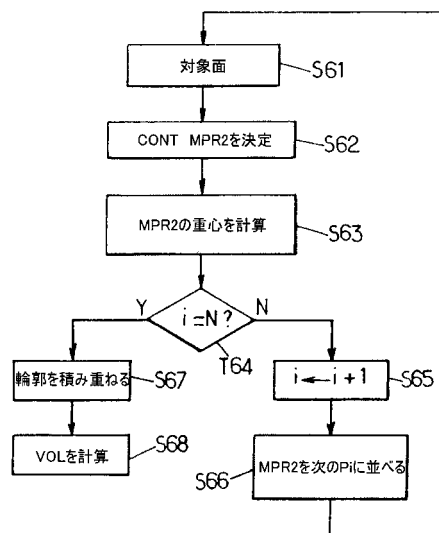 対象面
S61
CONT MPR2を決定
S62
MPR2の重心を計算
S63
i=N?
Y
N
T64
輪郭を積み重ねる
S67
i←i+1
S65
VOLを計算
S68
MPR2を次のPiに並べる
S66